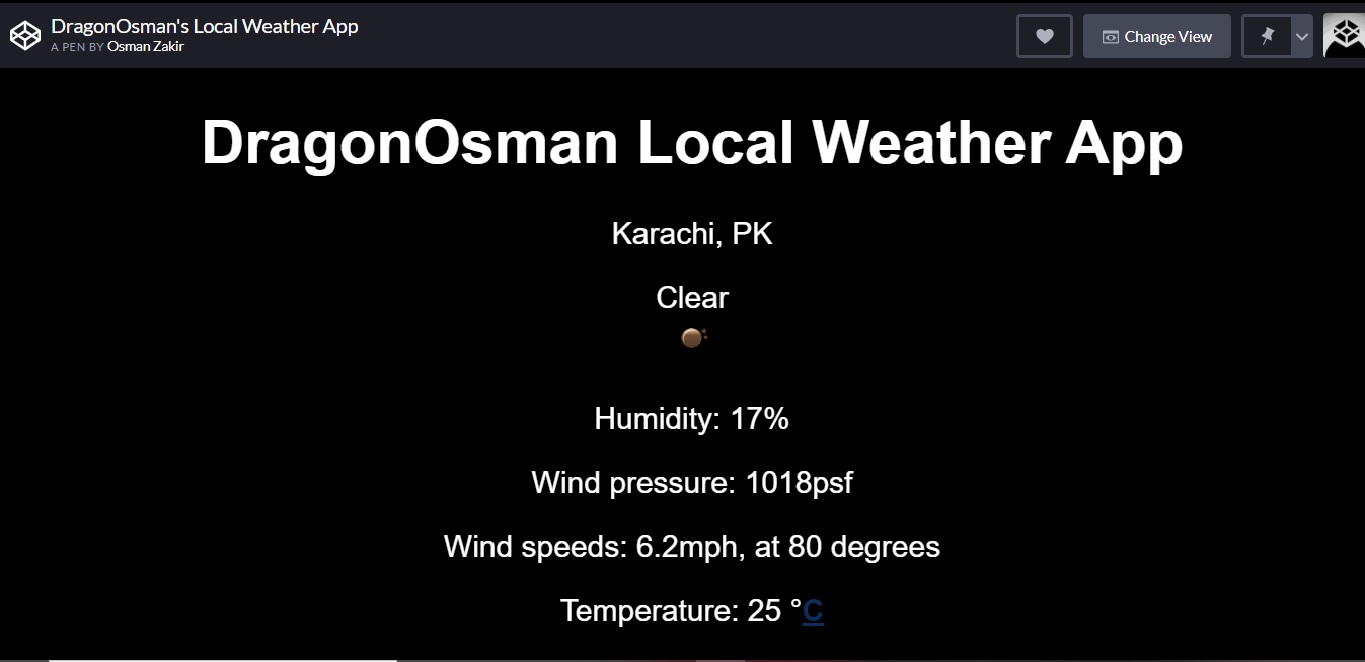 DragonOsman's Local Weather App
A PEN BY Osman Zakir
Change View
DragonOsman Local Weather App
Karachi, PK
Clear
Humidity: 17%
Wind pressure: 1018psf
Wind speeds: 6.2mph, at 80 degrees
Temperature: 25 °C